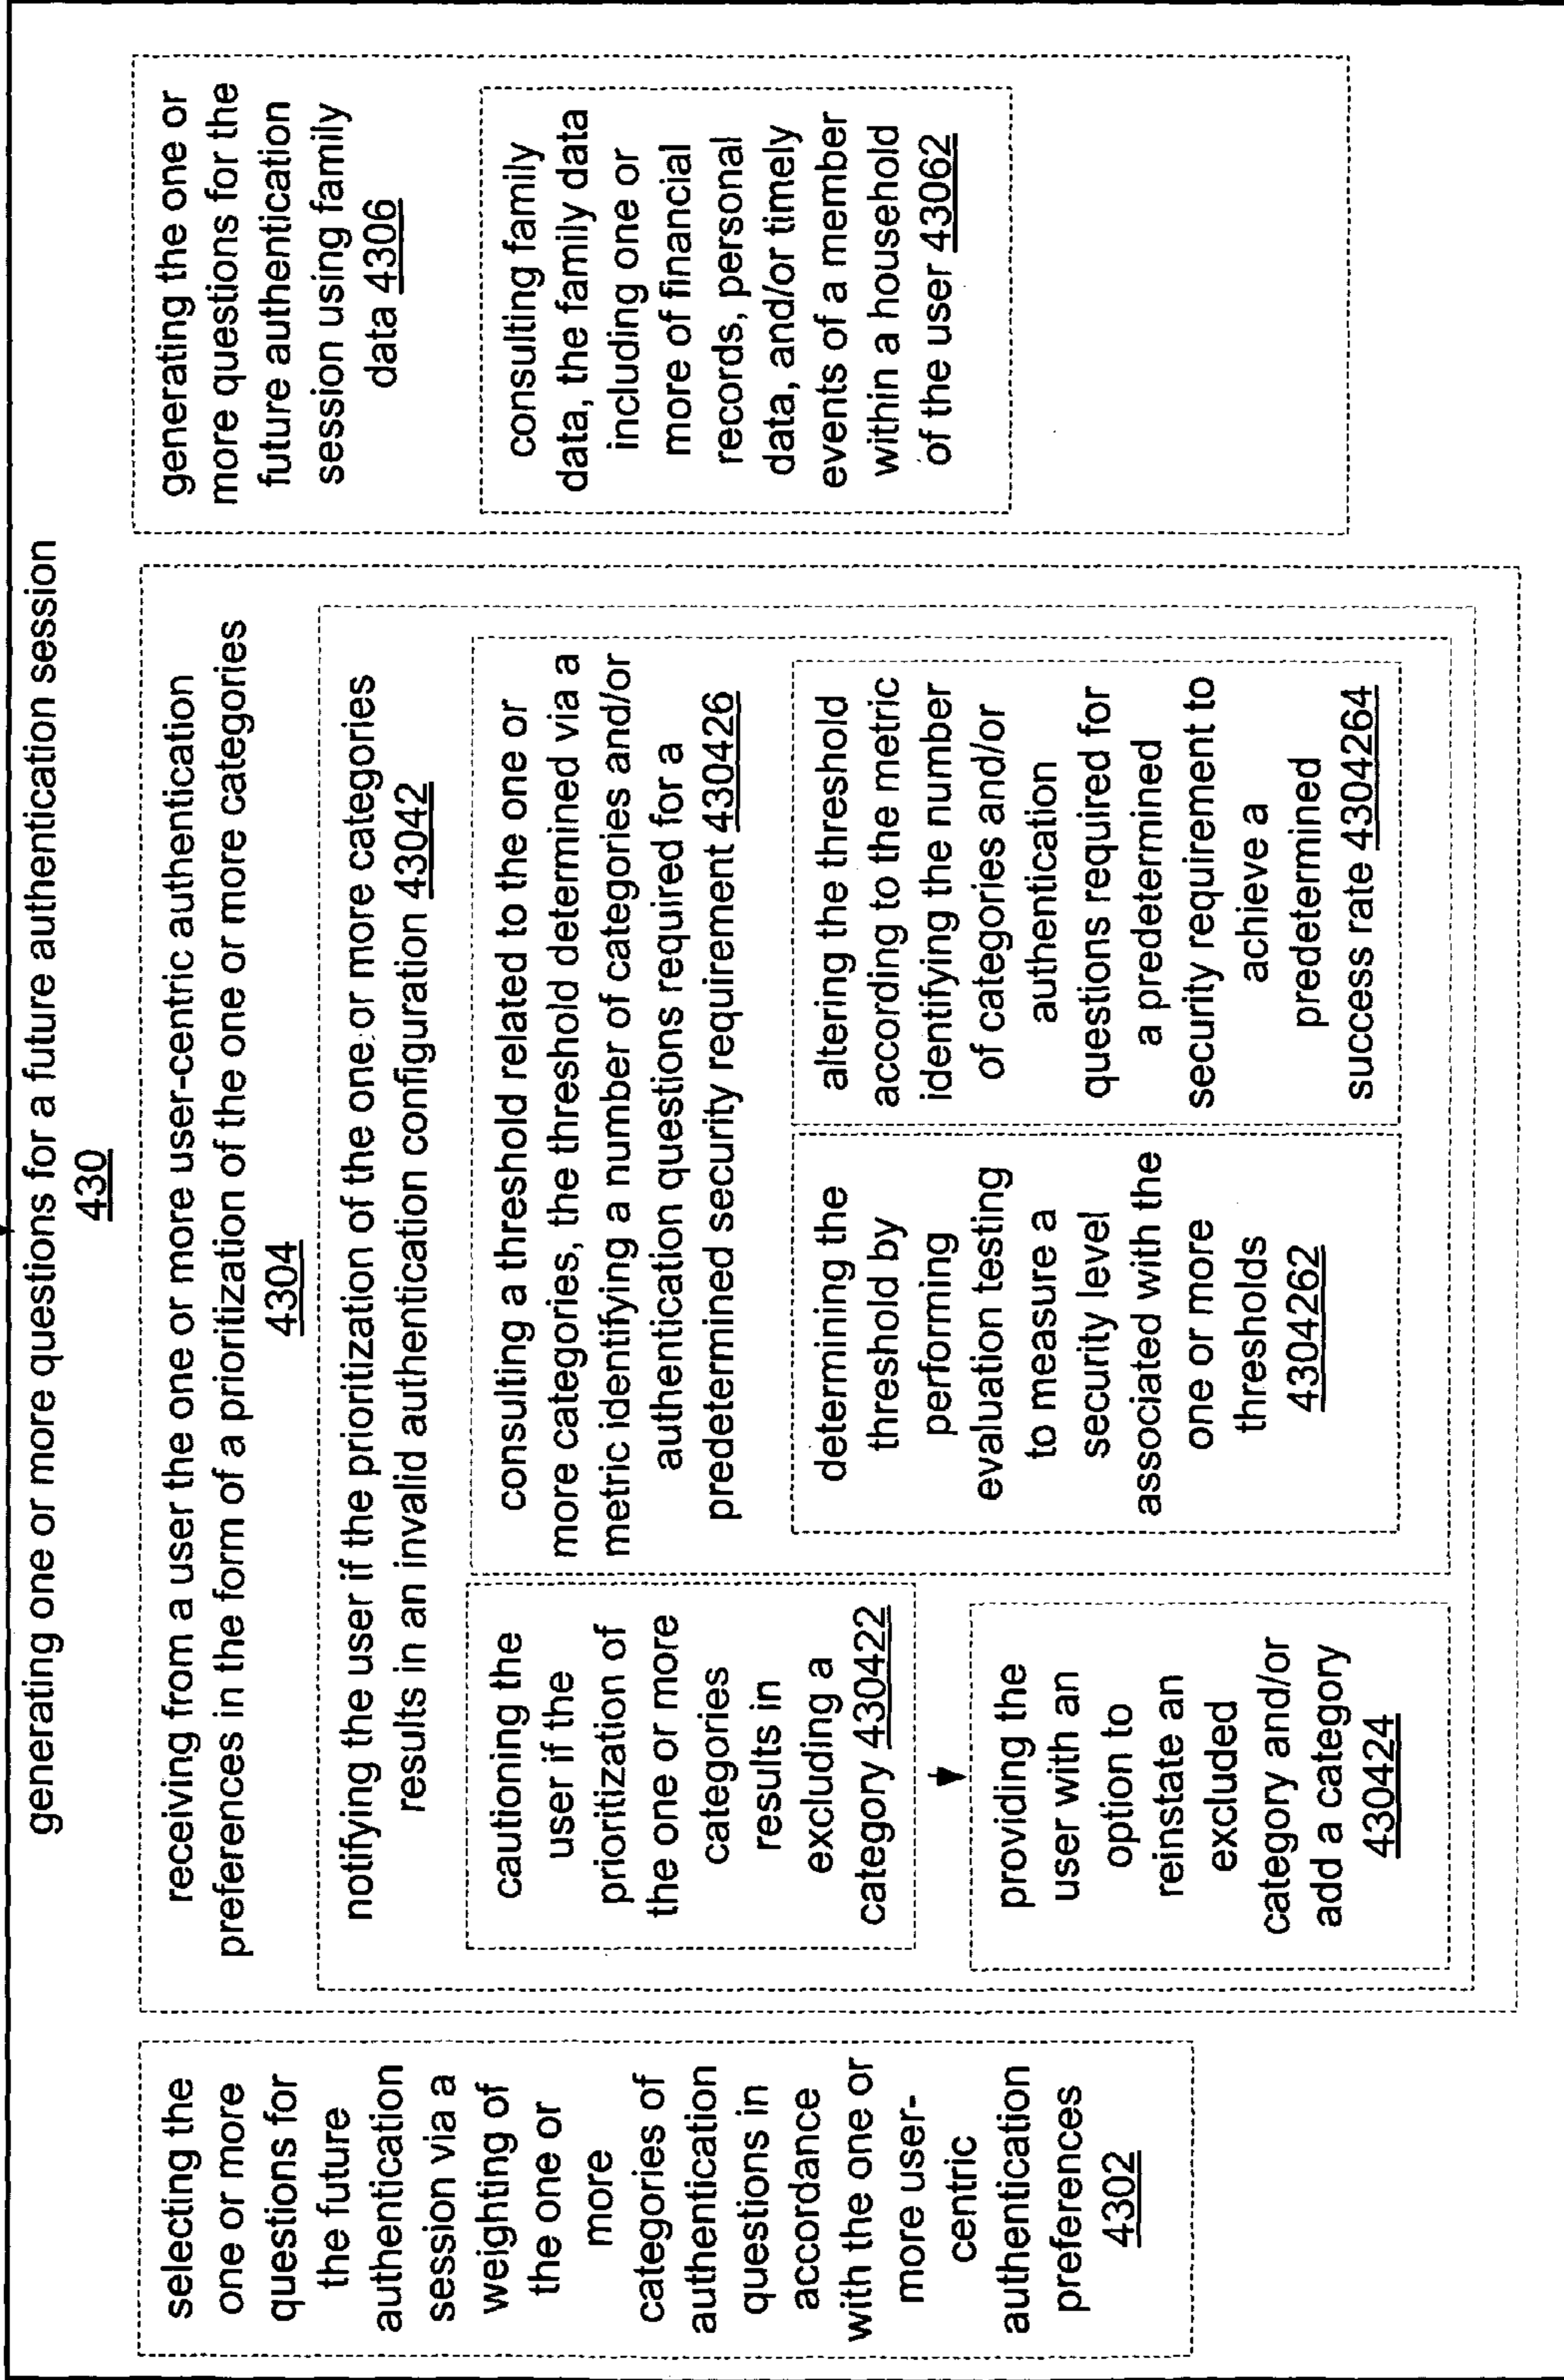 generating one or more questions for a future authentication session
430
selecting the
one or more
questions for
the future
authentication
session via a
weighting of
the one or
more
categories of
authentication
questions in
accordance
with the one or
more user-
centric
authentication
preferences
4302
receiving from a user the one or more user-centric authentication
preferences in the form of a prioritization of the one or more categories
4304
notifying the user if the prioritization of the one or more categories
results in an invalid authentication configuration 43042
cautioning the
user if the
prioritization of
the one or more
categories
results in
excluding a
category 430422
providing the
user with an
option to
reinstate an
excluded
category and/or
add a category
430424
consulting a threshold related to the one or
more categories, the threshold determined via a
metric identifying a number of categories and/or
authentication questions required for a
predetermined security requirement 430426
determining the
threshold by
performing
evaluation testing
to measure a
security level
associated with the
one or more
thresholds
4304262
altering the threshold
according to the metric
identifying the number
of categories and/or
authentication
questions required for
a predetermined
security requirement to
achieve a
predetermined
success rate 4304264
generating the one or
more questions for the
future authentication
session using family
data 4306
consulting family
data, the family data
including one or
more of financial
records, personal
data, and/or timely
events of a member
within a household
of the user 43062